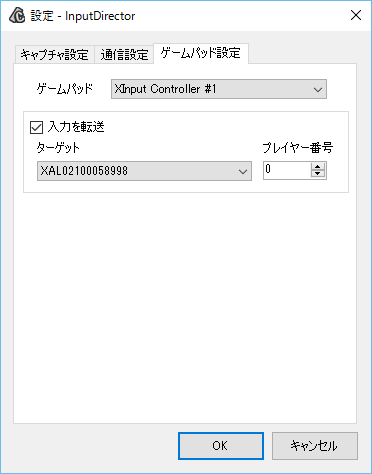 設定 - InputDirector
キャプチャ設定 通信設定 ゲームパッド設定
ゲームパッド XInput Controller #1
入力を転送
ターゲット プレイヤー番号
XAL02100058998 0
OK キャンセル